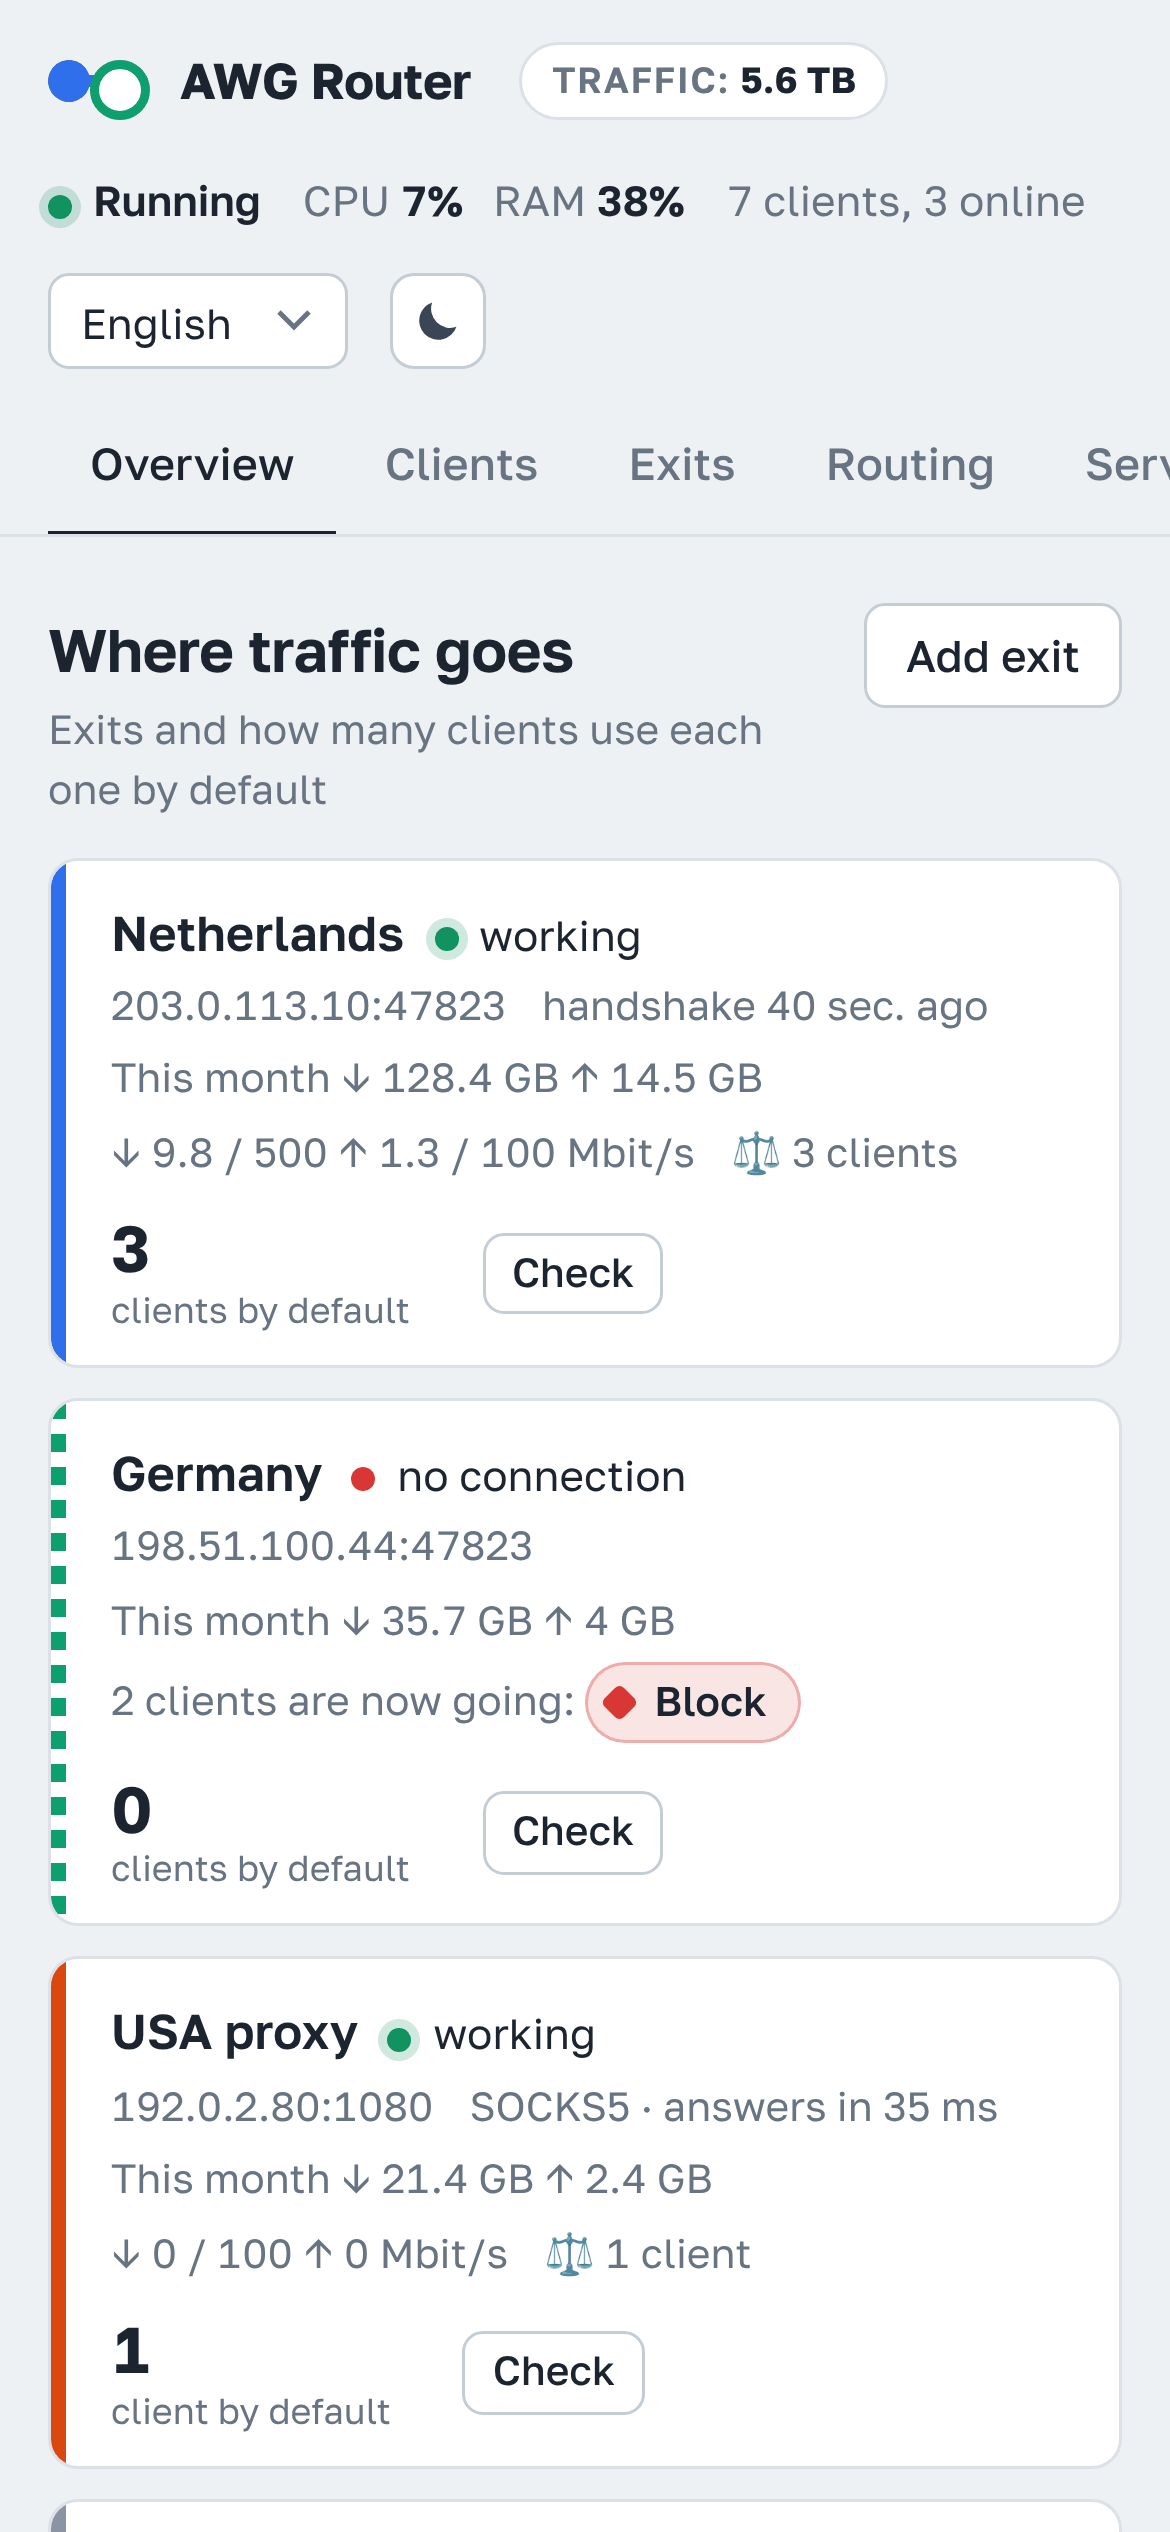 AWG Router TRAFFIC: 5.6 TB
Running CPU 7% RAM 38% 7 clients, 3 online
English
Overview Clients Exits Routing Serv
Where traffic goes Add exit
Exits and how many clients use each
one by default
Netherlands working
203.0.113.10:47823 handshake 40 sec. ago
This month ↓ 128.4 GB ↑ 14.5 GB
↓ 9.8 / 500 ↑ 1.3 / 100 Mbit/s ⚖️ 3 clients
3
Check
clients by default
Germany no connection
198.51.100.44:47823
This month ↓ 35.7 GB ↑ 4 GB
2 clients are now going: Block
0
Check
clients by default
USA proxy working
192.0.2.80:1080 SOCKS5 · answers in 35 ms
This month ↓ 21.4 GB ↑ 2.4 GB
↓ 0 / 100 ↑ 0 Mbit/s ⚖️ 1 client
1
Check
client by default